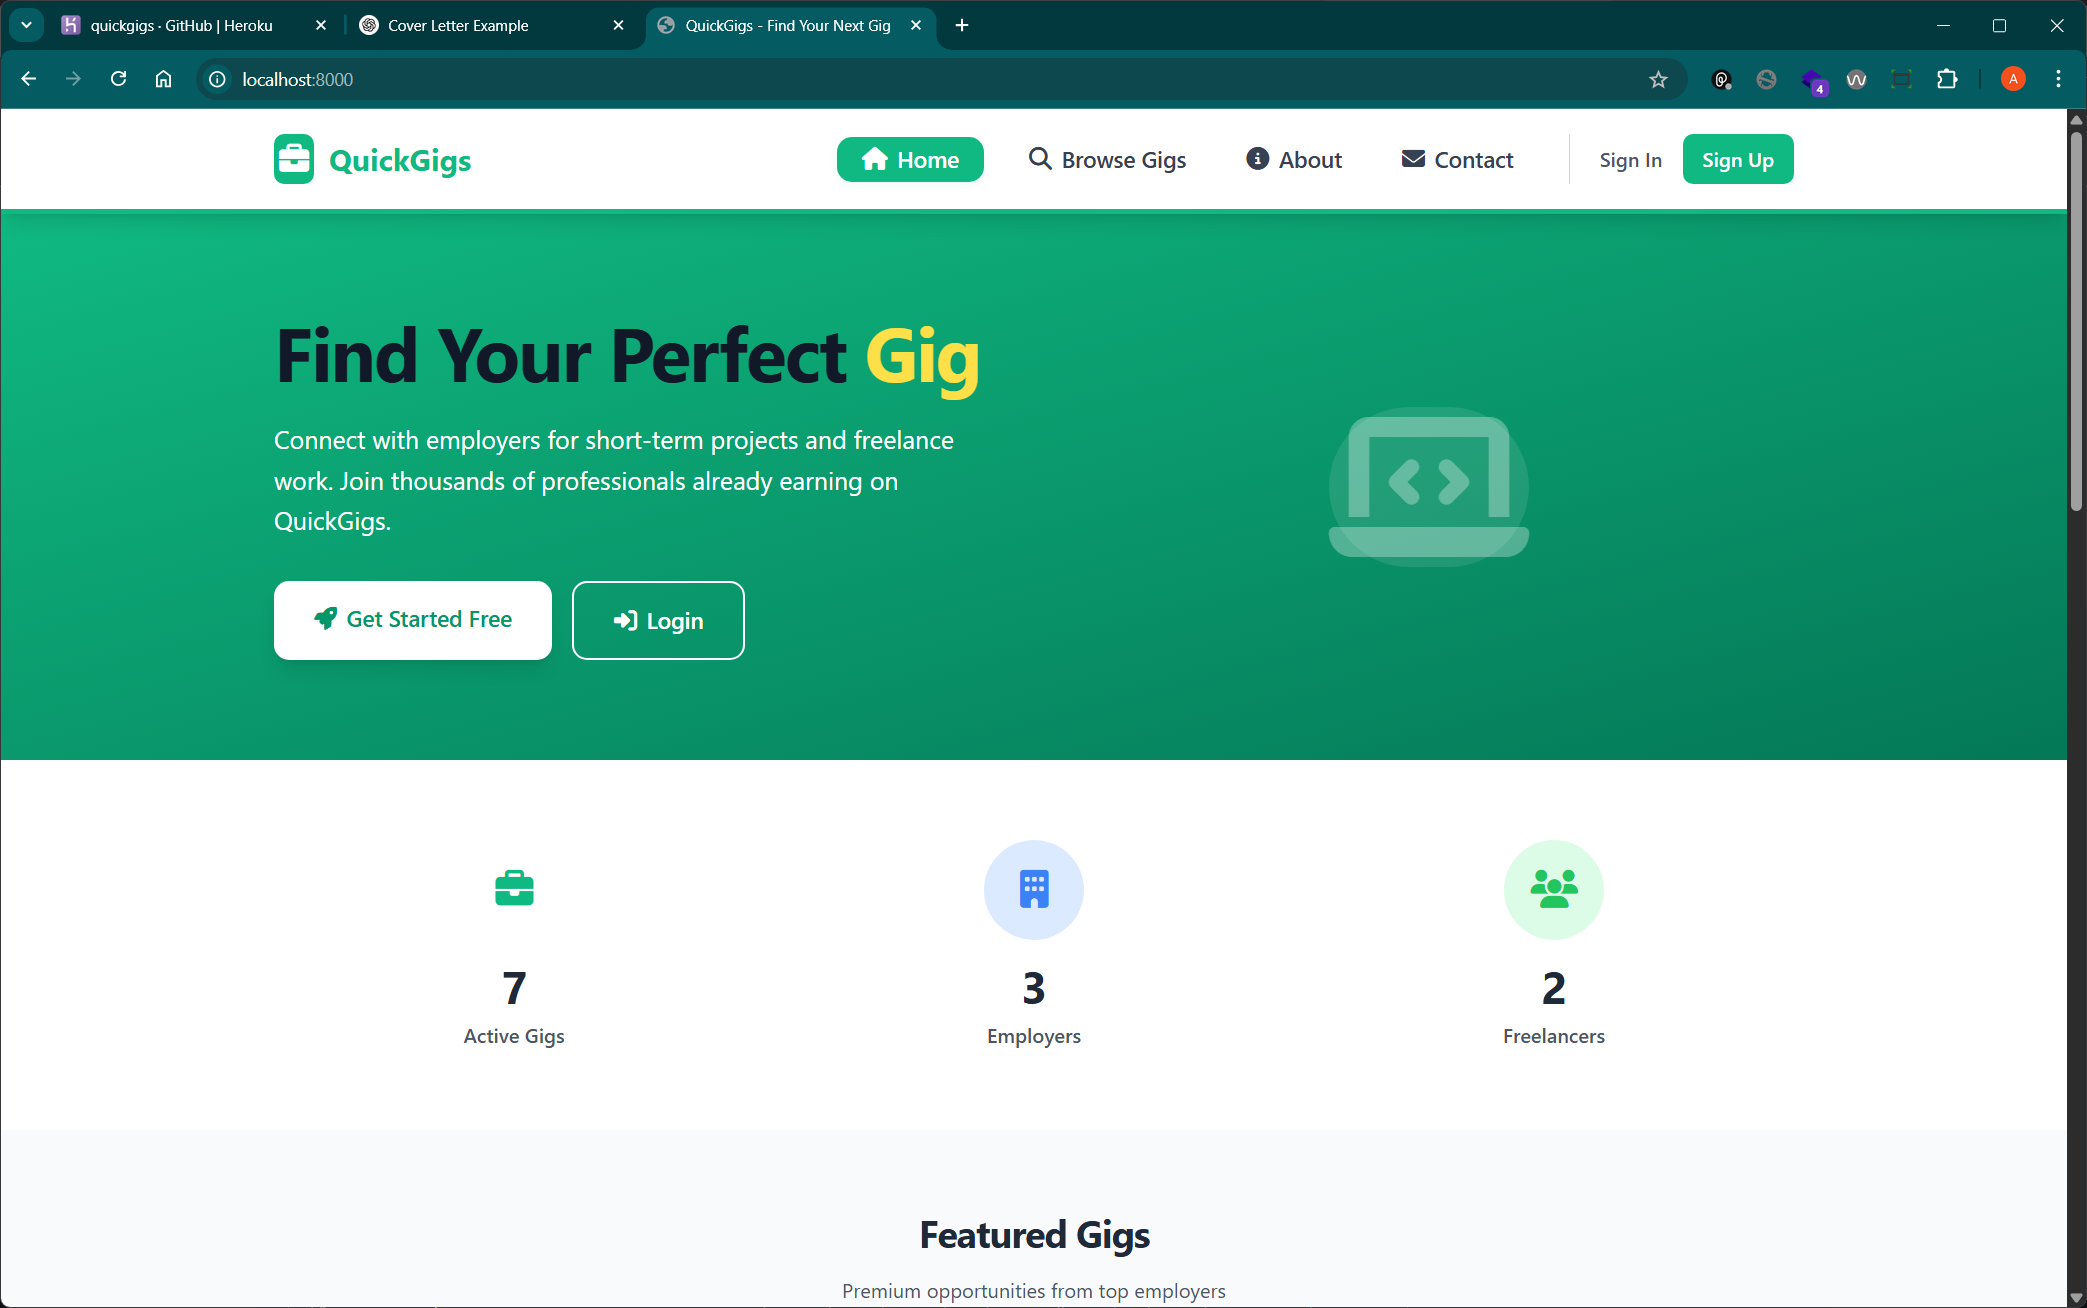 quickgigs · GitHub | Heroku
Cover Letter Example
QuickGigs - Find Your Next Gig
localhost:8000
4
A
QuickGigs
Home
Browse Gigs
About
Contact
Sign In
Sign Up
Find Your Perfect Gig
Connect with employers for short-term projects and freelance
work. Join thousands of professionals already earning on
QuickGigs.
Get Started Free
Login
7
Active Gigs
3
Employers
2
Freelancers
Featured Gigs
Premium opportunities from top employers